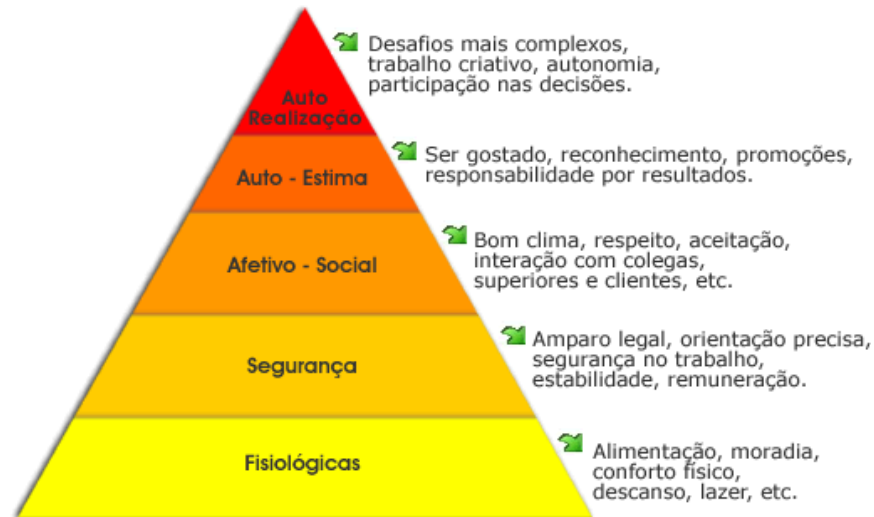 Desafios mais complexos,
trabalho criativo, autonomia,
participação nas decisões.
Auto
Realização
Ser gostado, reconhecimento, promoções,
responsabilidade por resultados.
Auto - Estima
Bom clima, respeito, aceitação,
interação com colegas,
superiores e clientes, etc.
Afetivo - Social
Amparo legal, orientação precisa,
segurança no trabalho,
estabilidade, remuneração.
Segurança
Alimentação, moradia,
conforto físico,
descanso, lazer, etc.
Fisiológicas